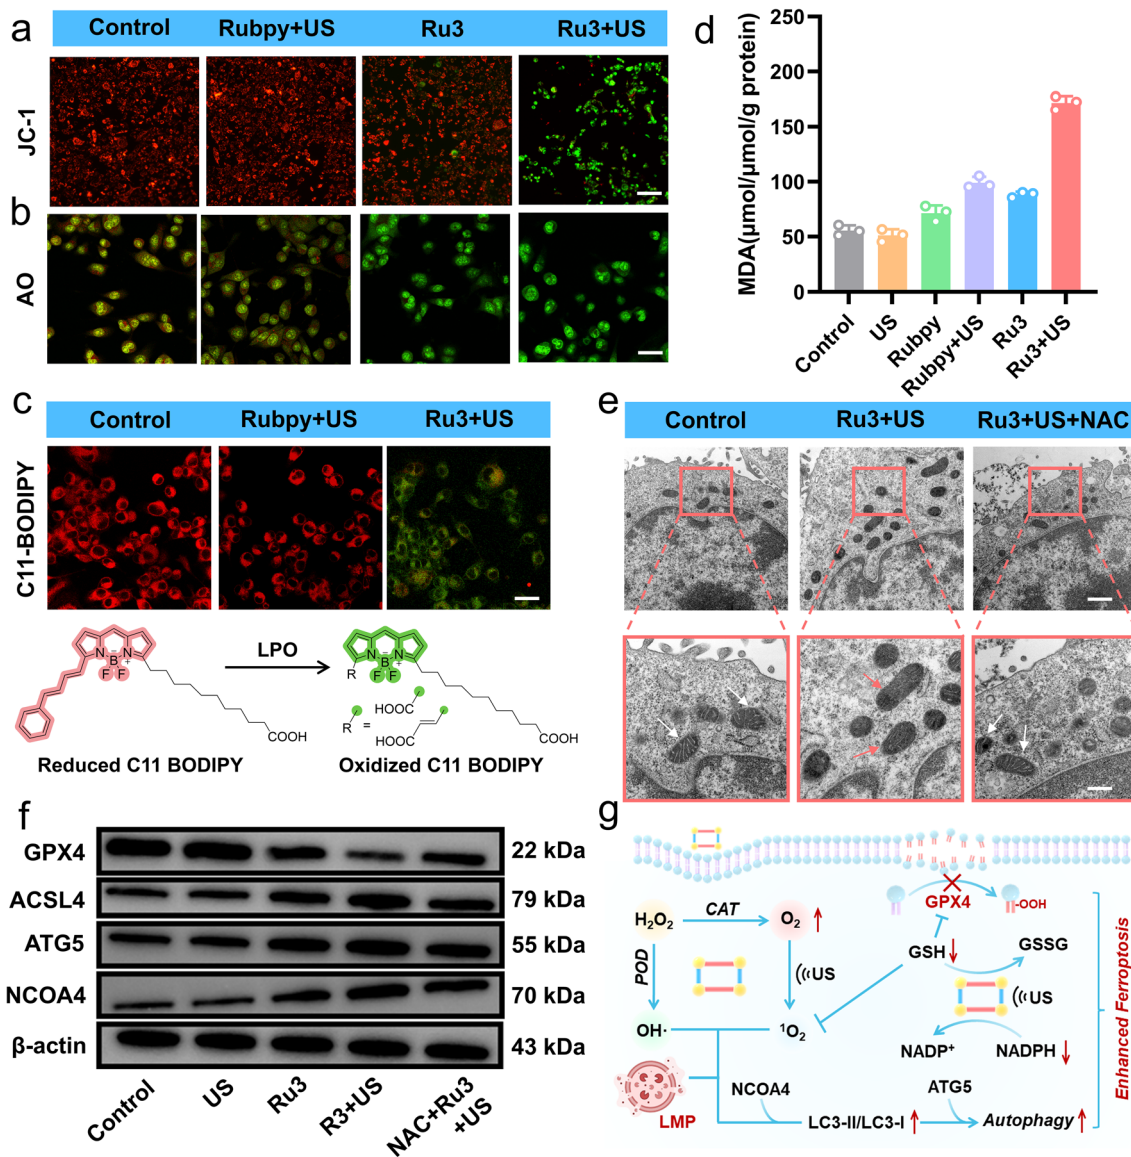 a
Control
Rubpy+US
Ru3
Ru3+US
JC-1
b
AO
d
MDA(μmol/μmol/g protein)
250
200
150
100
50
0
Control
US
Rubpy
Rubpy+US
Ru3
Ru3+US
c
Control
Rubpy+US
Ru3+US
C11-BODIPY
LPO
N
B
N
F
F
-
+
COOH
Reduced C11 BODIPY
R
N
B
N
F
F
-
+
R =
HOOC
HOOC
COOH
Oxidized C11 BODIPY
e
Control
Ru3+US
Ru3+US+NAC
f
GPX4
22 kDa
ACSL4
79 kDa
ATG5
55 kDa
NCOA4
70 kDa
β-actin
43 kDa
Control
US
Ru3
R3+US
NAC+Ru3
+US
g
GPX4
-OOH
H₂O₂
CAT
O₂
POD
US
GSH
GSSG
US
OH·
¹O₂
NADP⁺
NADPH
LMP
NCOA4
ATG5
LC3-II/LC3-I
Autophagy
Enhanced Ferroptosis